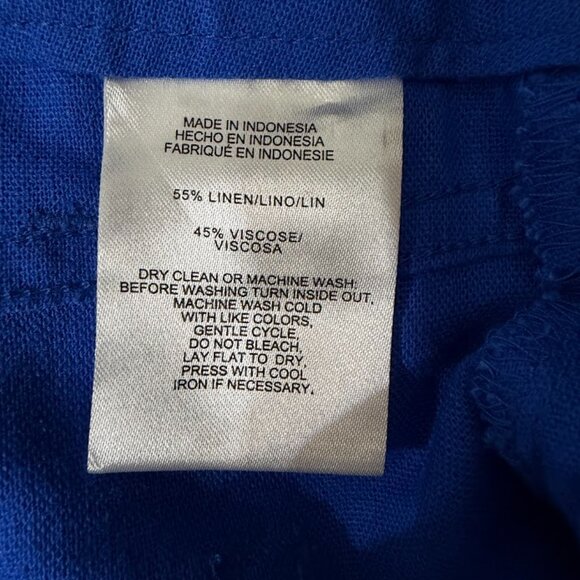 MADE IN INDONESIA
HECHO EN INDONESIA
FABRIQUÉ EN INDONESIE
55% LINEN/LINO/LIN
45% VISCOSE/
VISCOSA
DRY CLEAN OR MACHINE WASH:
BEFORE WASHING TURN INSIDE OUT,
MACHINE WASH COLD
WITH LIKE COLORS,
GENTLE CYCLE
DO NOT BLEACH,
LAY FLAT TO DRY,
PRESS WITH COOL
IRON IF NECESSARY.